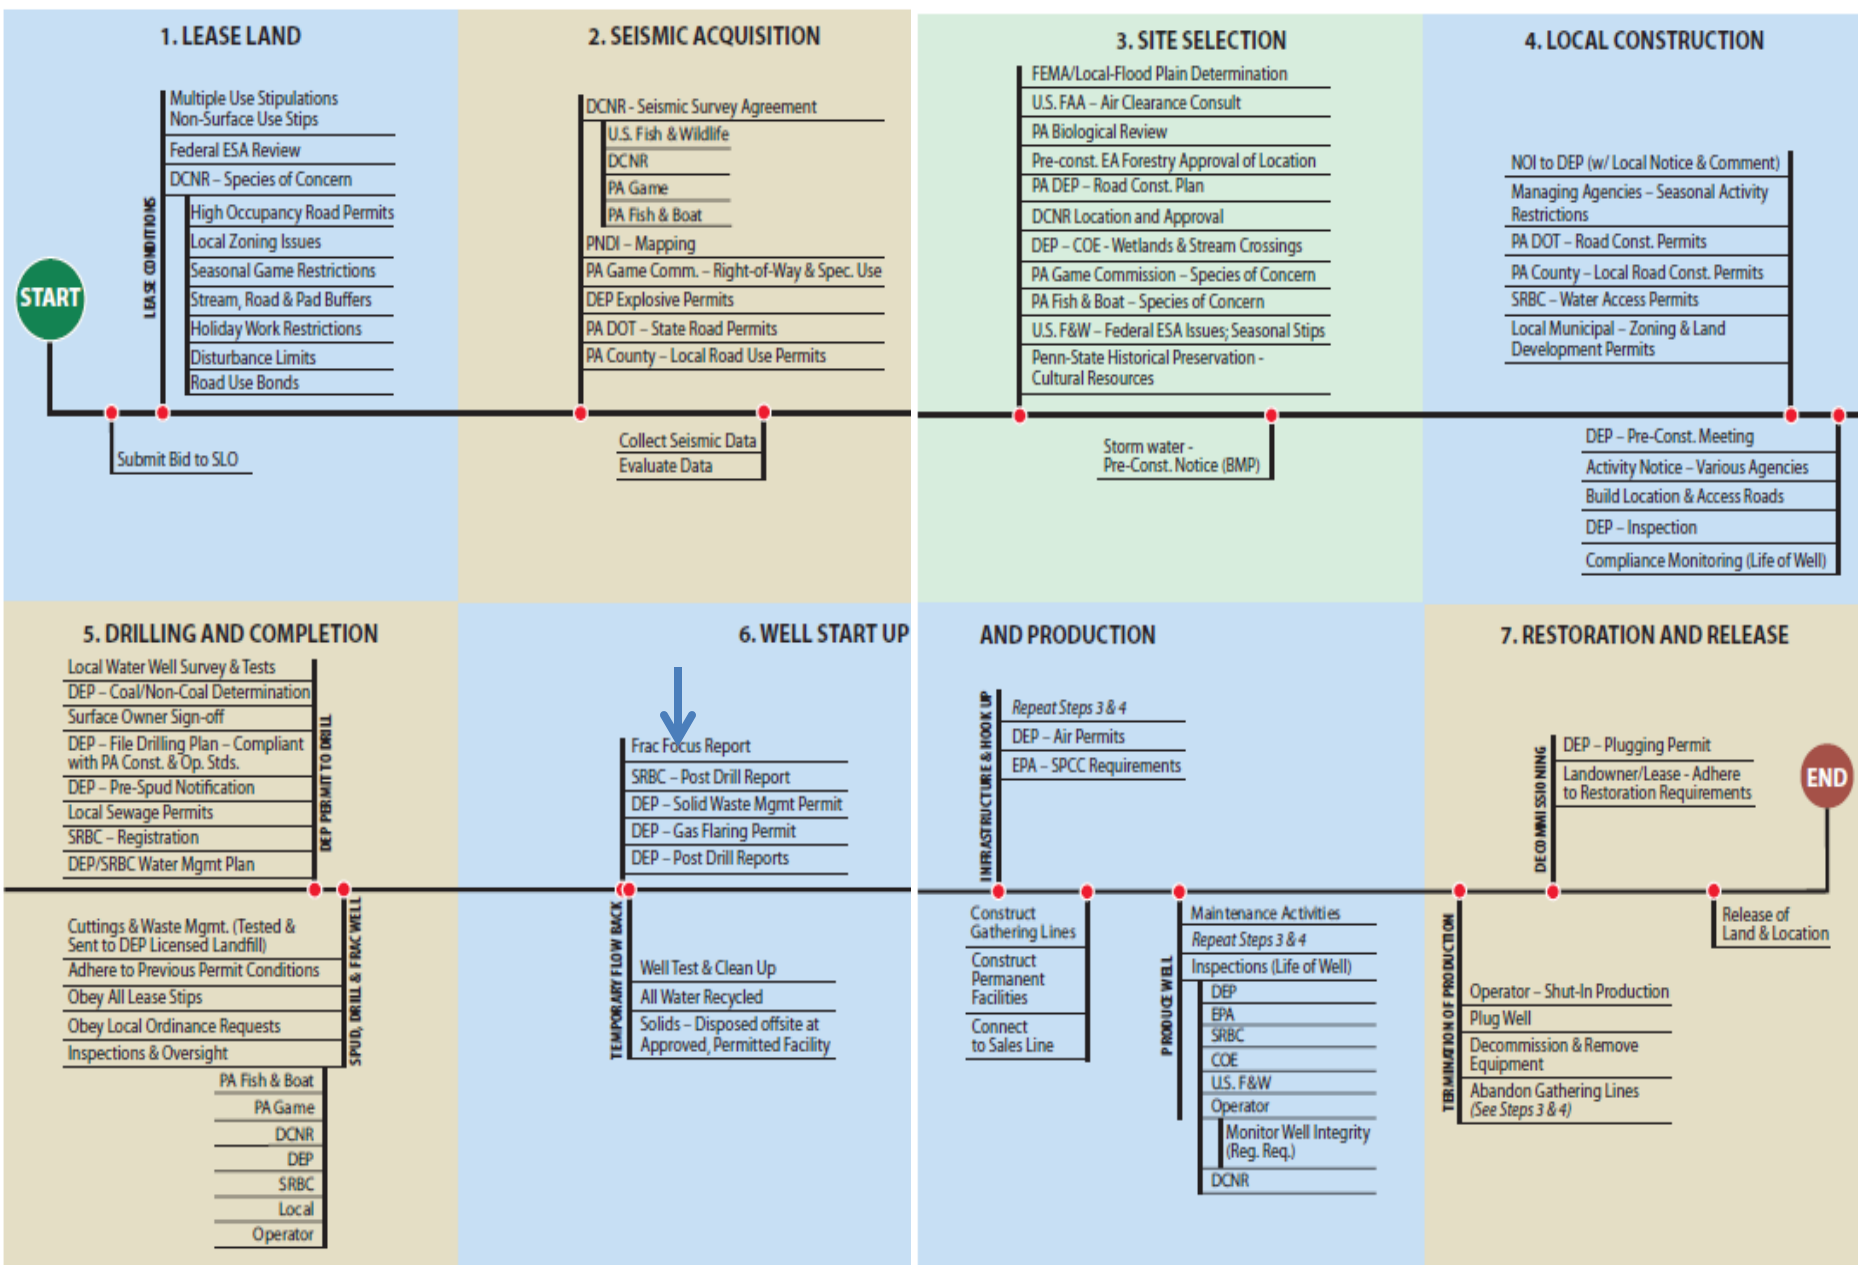 1. LEASE LAND
START
LEASE CONDITIONS
Multiple Use Stipulations
Non-Surface Use Stips
Federal ESA Review
DCNR – Species of Concern
High Occupancy Road Permits
Local Zoning Issues
Seasonal Game Restrictions
Stream, Road & Pad Buffers
Holiday Work Restrictions
Disturbance Limits
Road Use Bonds
Submit Bid to SLO
2. SEISMIC ACQUISITION
DCNR - Seismic Survey Agreement
U.S. Fish & Wildlife
DCNR
PA Game
PA Fish & Boat
PNDI – Mapping
PA Game Comm. – Right-of-Way & Spec. Use
DEP Explosive Permits
PA DOT – State Road Permits
PA County – Local Road Use Permits
Collect Seismic Data
Evaluate Data
3. SITE SELECTION
FEMA/Local-Flood Plain Determination
U.S. FAA – Air Clearance Consult
PA Biological Review
Pre-const. EA Forestry Approval of Location
PA DEP – Road Const. Plan
DCNR Location and Approval
DEP – COE - Wetlands & Stream Crossings
PA Game Commission – Species of Concern
PA Fish & Boat – Species of Concern
U.S. F&W – Federal ESA Issues; Seasonal Stips
Penn-State Historical Preservation -
Cultural Resources
Storm water -
Pre-Const. Notice (BMP)
4. LOCAL CONSTRUCTION
NOI to DEP (w/ Local Notice & Comment)
Managing Agencies – Seasonal Activity
Restrictions
PA DOT – Road Const. Permits
PA County – Local Road Const. Permits
SRBC – Water Access Permits
Local Municipal – Zoning & Land
Development Permits
DEP – Pre-Const. Meeting
Activity Notice – Various Agencies
Build Location & Access Roads
DEP – Inspection
Compliance Monitoring (Life of Well)
5. DRILLING AND COMPLETION
Local Water Well Survey & Tests
DEP – Coal/Non-Coal Determination
Surface Owner Sign-off
DEP – File Drilling Plan – Compliant
with PA Const. & Op. Stds.
DEP – Pre-Spud Notification
Local Sewage Permits
SRBC – Registration
DEP/SRBC Water Mgmt Plan
DEP PERMIT TO DRILL
Cuttings & Waste Mgmt. (Tested &
Sent to DEP Licensed Landfill)
Adhere to Previous Permit Conditions
Obey All Lease Stips
Obey Local Ordinance Requests
Inspections & Oversight
SPUD, DRILL & FRAC WELL
PA Fish & Boat
PA Game
DCNR
DEP
SRBC
Local
Operator
6. WELL START UP
Frac Focus Report
SRBC – Post Drill Report
DEP – Solid Waste Mgmt Permit
DEP – Gas Flaring Permit
DEP – Post Drill Reports
TEMPORARY FLOW BACK
Well Test & Clean Up
All Water Recycled
Solids – Disposed offsite at
Approved, Permitted Facility
AND PRODUCTION
INFRASTRUCTURE & HOOK UP
Repeat Steps 3 & 4
DEP – Air Permits
EPA – SPCC Requirements
Construct
Gathering Lines
Construct
Permanent
Facilities
Connect
to Sales Line
PRODUCE WELL
Maintenance Activities
Repeat Steps 3 & 4
Inspections (Life of Well)
DEP
EPA
SRBC
COE
U.S. F&W
Operator
Monitor Well Integrity
(Reg. Req.)
DCNR
7. RESTORATION AND RELEASE
DECOMMISSIONING
DEP – Plugging Permit
Landowner/Lease - Adhere
to Restoration Requirements
END
Release of
Land & Location
TERMINATION OF PRODUCTION
Operator – Shut-In Production
Plug Well
Decommission & Remove
Equipment
Abandon Gathering Lines
(See Steps 3 & 4)